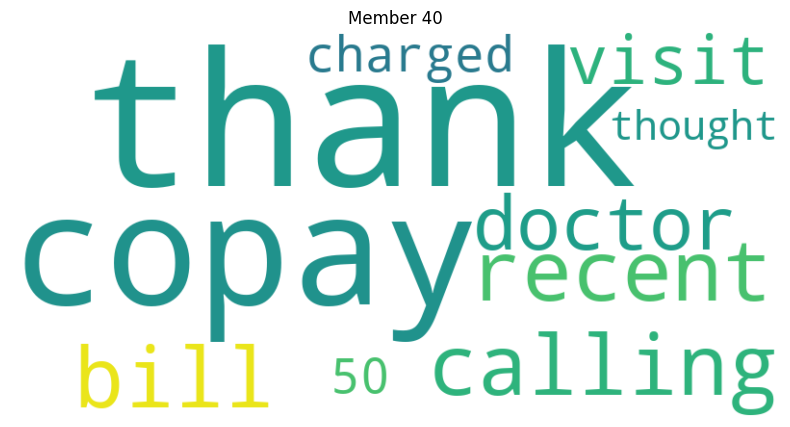 Member 40
charged
visit
thank
thought
copay
doctor
recent
bill
50
calling